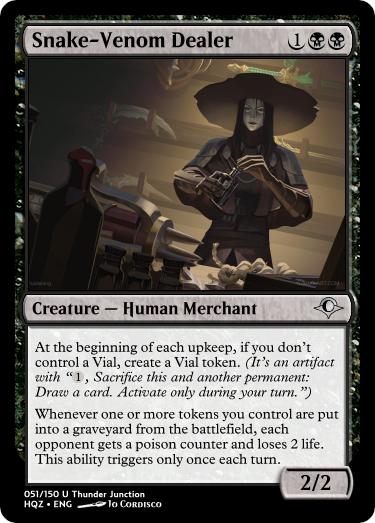 Snake-Venom Dealer 1
Creature — Human Merchant
At the beginning of each upkeep, if you don't
control a Vial, create a Vial token. (It's an artifact
with “1, Sacrifice this and another permanent:
Draw a card. Activate only during your turn.”)
Whenever one or more tokens you control are put
into a graveyard from the battlefield, each
opponent gets a poison counter and loses 2 life.
This ability triggers only once each turn.
2/2
051/150 U Thunder Junction
HQZ • ENG Jo Cordisco